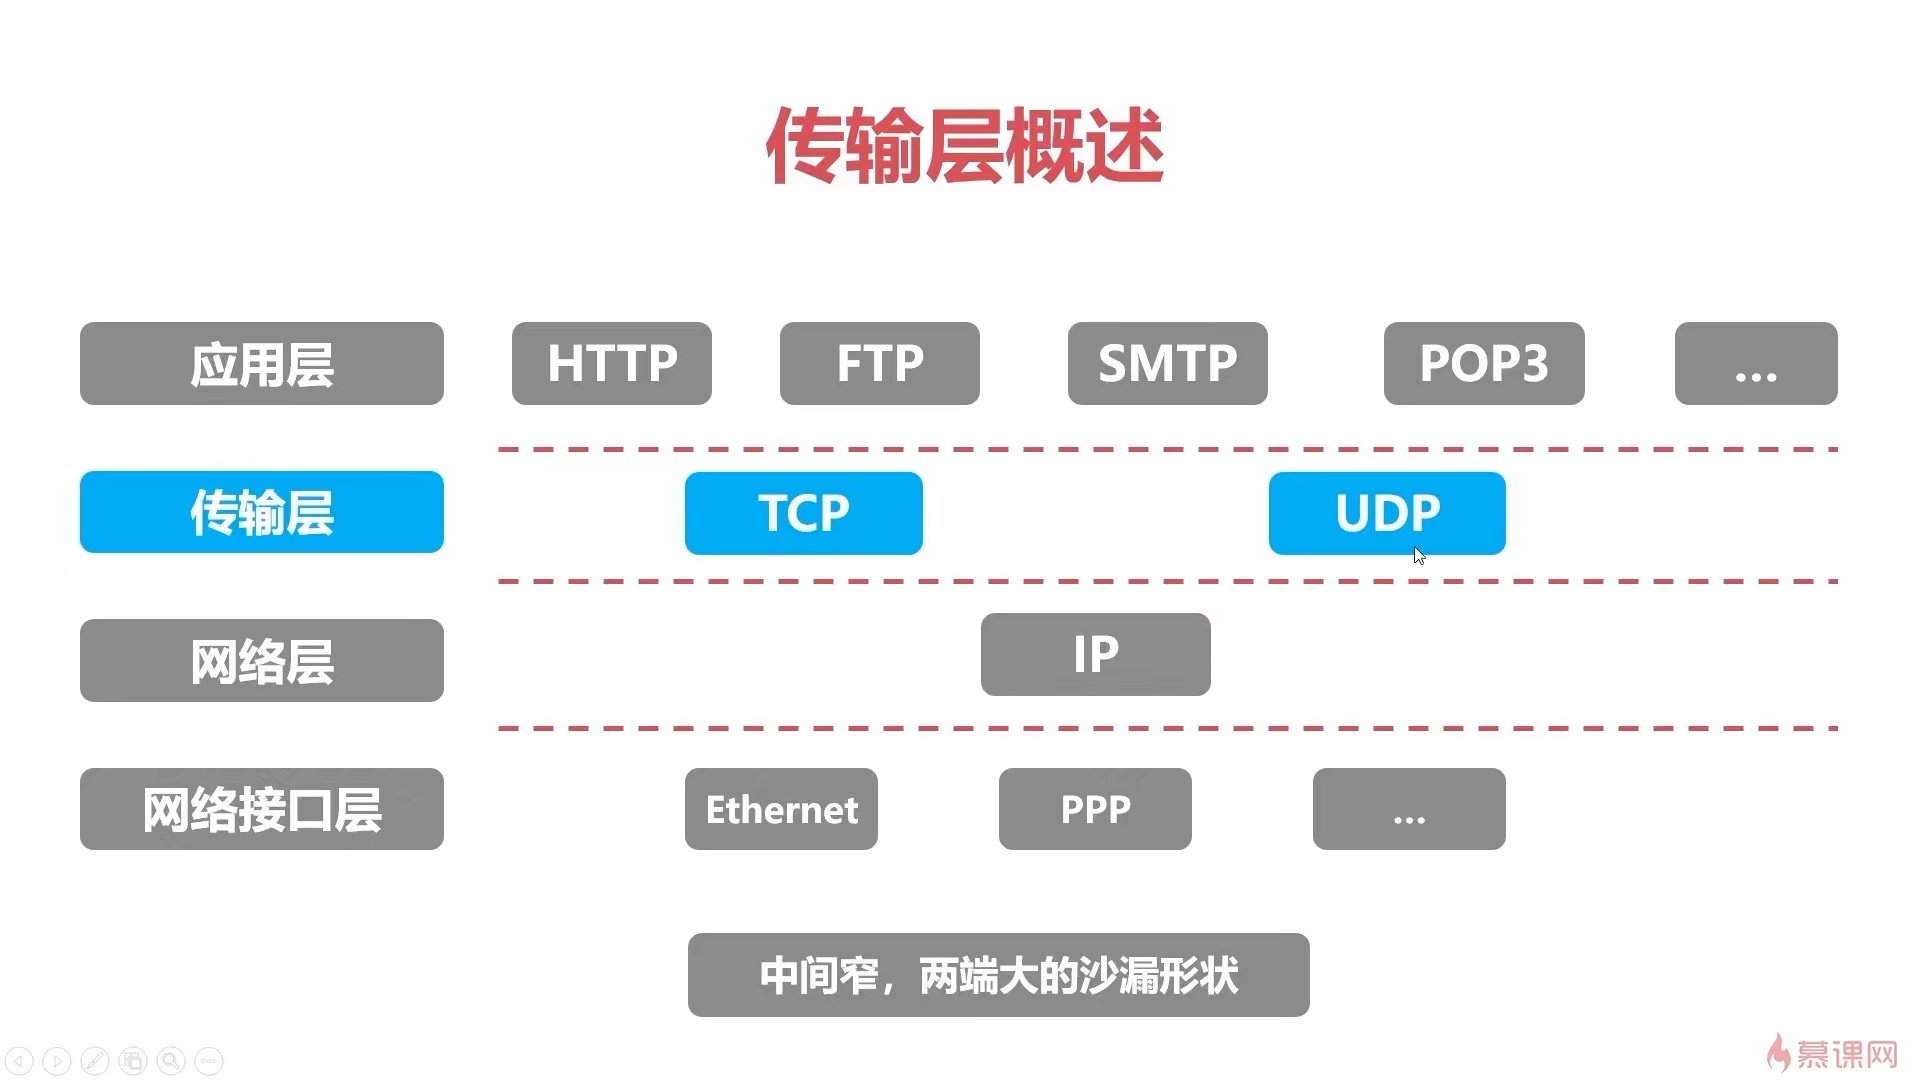 传输层概述
应用层 HTTP FTP SMTP POP3 ...
传输层 TCP UDP
网络层 IP
网络接口层 Ethernet PPP ...
中间窄，两端大的沙漏形状
慕课网